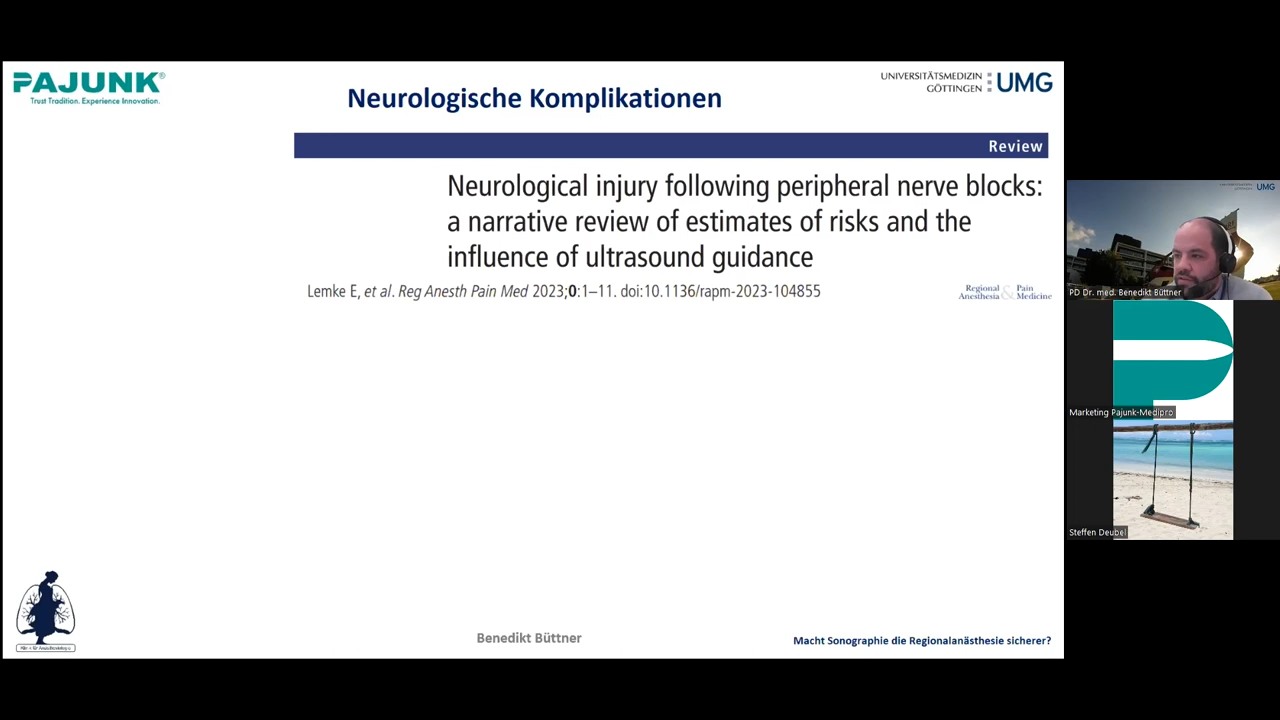 PAJUNK®
Trust Tradition. Experience Innovation.
Neurologische Komplikationen
UNIVERSITÄTSMEDIZIN
GÖTTINGEN
UMG
Review
Neurological injury following peripheral nerve blocks:
a narrative review of estimates of risks and the
influence of ultrasound guidance
Lemke E, et al. Reg Anesth Pain Med 2023;0:1–11. doi:10.1136/rapm-2023-104855
Regional & Pain
Anesthesia Medicine
UMG
PD Dr. med. Benedikt Büttner
Marketing Pajunk-Medipro
Steffen Deubel
Benedikt Büttner
Macht Sonographie die Regionalanästhesie sicherer?